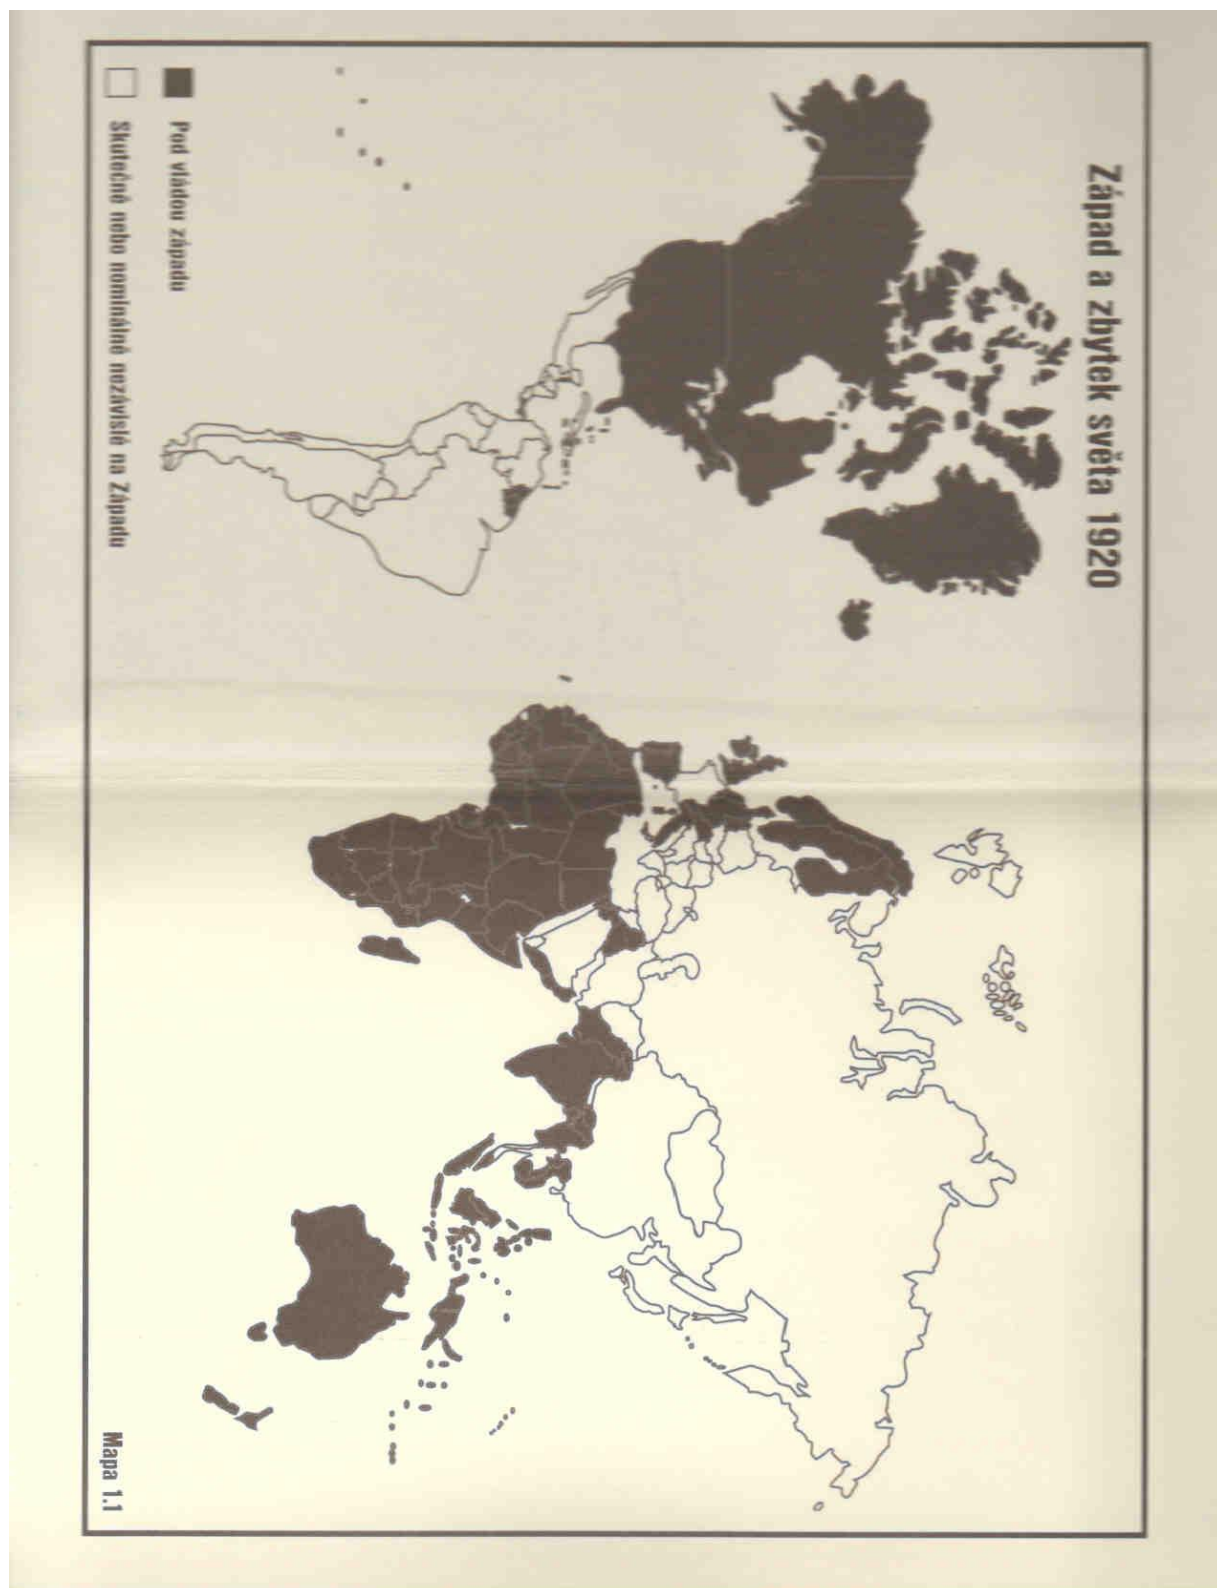 Západ a zbytek světa 1920
Pod vládou západu
Skutečně nebo nominálně nezávislé na Západu
Mapa 1.1